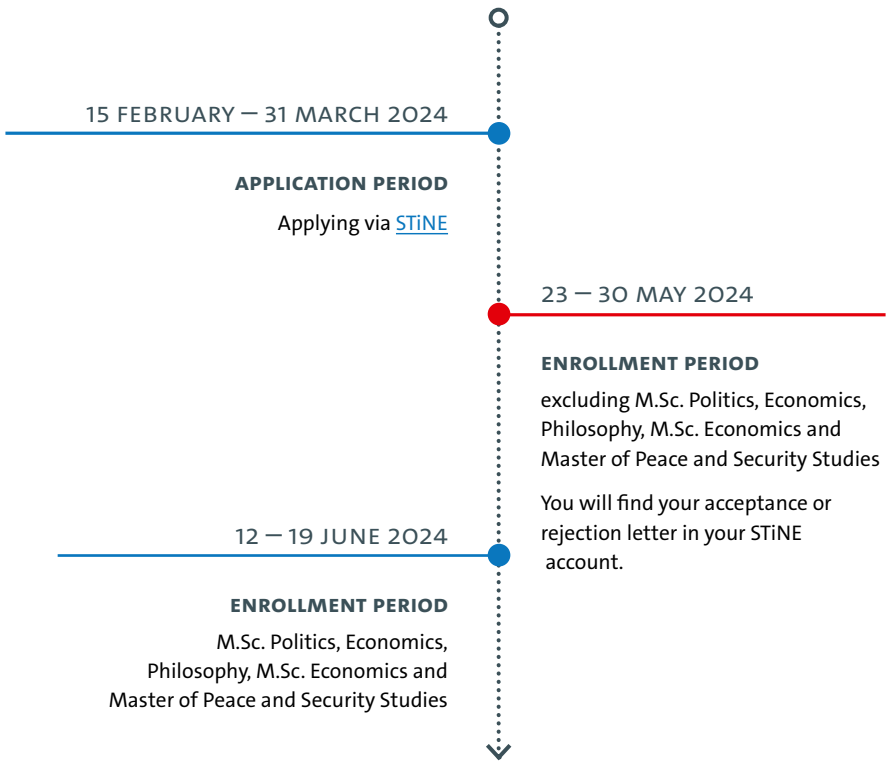 15 FEBRUARY – 31 MARCH 2024
APPLICATION PERIOD
Applying via STiNE
23 – 30 MAY 2024
ENROLLMENT PERIOD
excluding M.Sc. Politics, Economics,
Philosophy, M.Sc. Economics and
Master of Peace and Security Studies
You will find your acceptance or
rejection letter in your STiNE
account.
12 – 19 JUNE 2024
ENROLLMENT PERIOD
M.Sc. Politics, Economics,
Philosophy, M.Sc. Economics and
Master of Peace and Security Studies